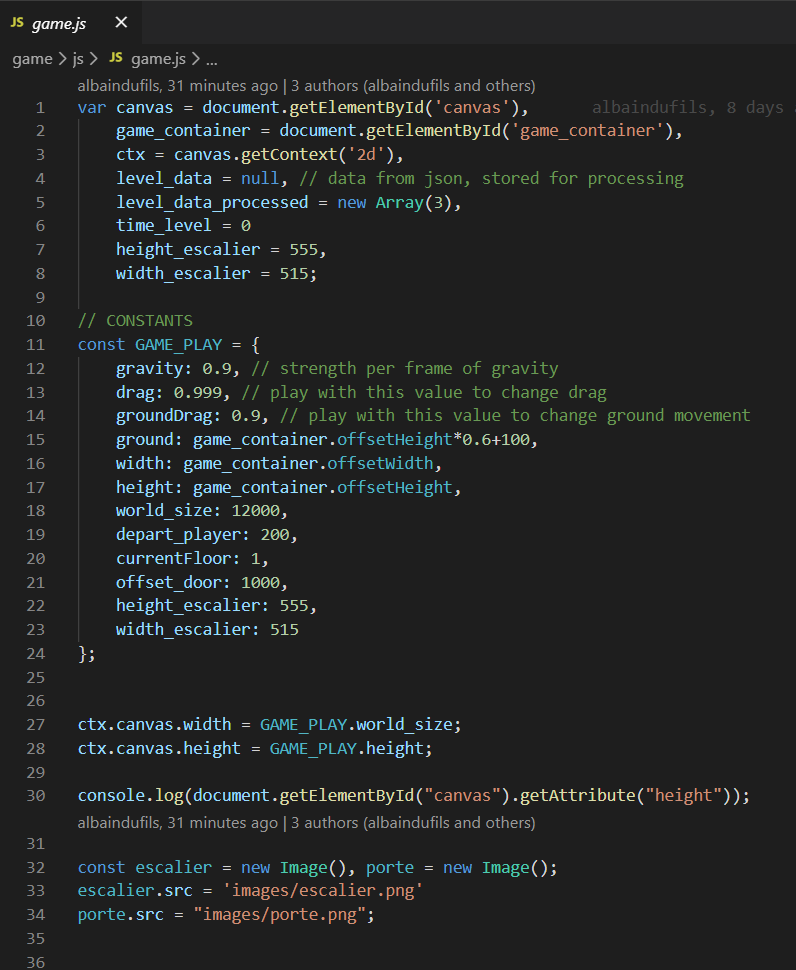 JS game.js ×
game > js > JS game.js > ...
albaindufils, 31 minutes ago | 3 authors (albaindufils and others)
1 var canvas = document.getElementById('canvas'), albaindufils, 8 days
2 game_container = document.getElementById('game_container'),
3 ctx = canvas.getContext('2d'),
4 level_data = null, // data from json, stored for processing
5 level_data_processed = new Array(3),
6 time_level = 0
7 height_escalier = 555,
8 width_escalier = 515;
9
10 // CONSTANTS
11 const GAME_PLAY = {
12 gravity: 0.9, // strength per frame of gravity
13 drag: 0.999, // play with this value to change drag
14 groundDrag: 0.9, // play with this value to change ground movement
15 ground: game_container.offsetHeight*0.6+100,
16 width: game_container.offsetWidth,
17 height: game_container.offsetHeight,
18 world_size: 12000,
19 depart_player: 200,
20 currentFloor: 1,
21 offset_door: 1000,
22 height_escalier: 555,
23 width_escalier: 515
24 };
25
26
27 ctx.canvas.width = GAME_PLAY.world_size;
28 ctx.canvas.height = GAME_PLAY.height;
29
30 console.log(document.getElementById("canvas").getAttribute("height"));
albaindufils, 31 minutes ago | 3 authors (albaindufils and others)
31
32 const escalier = new Image(), porte = new Image();
33 escalier.src = 'images/escalier.png'
34 porte.src = "images/porte.png";
35
36